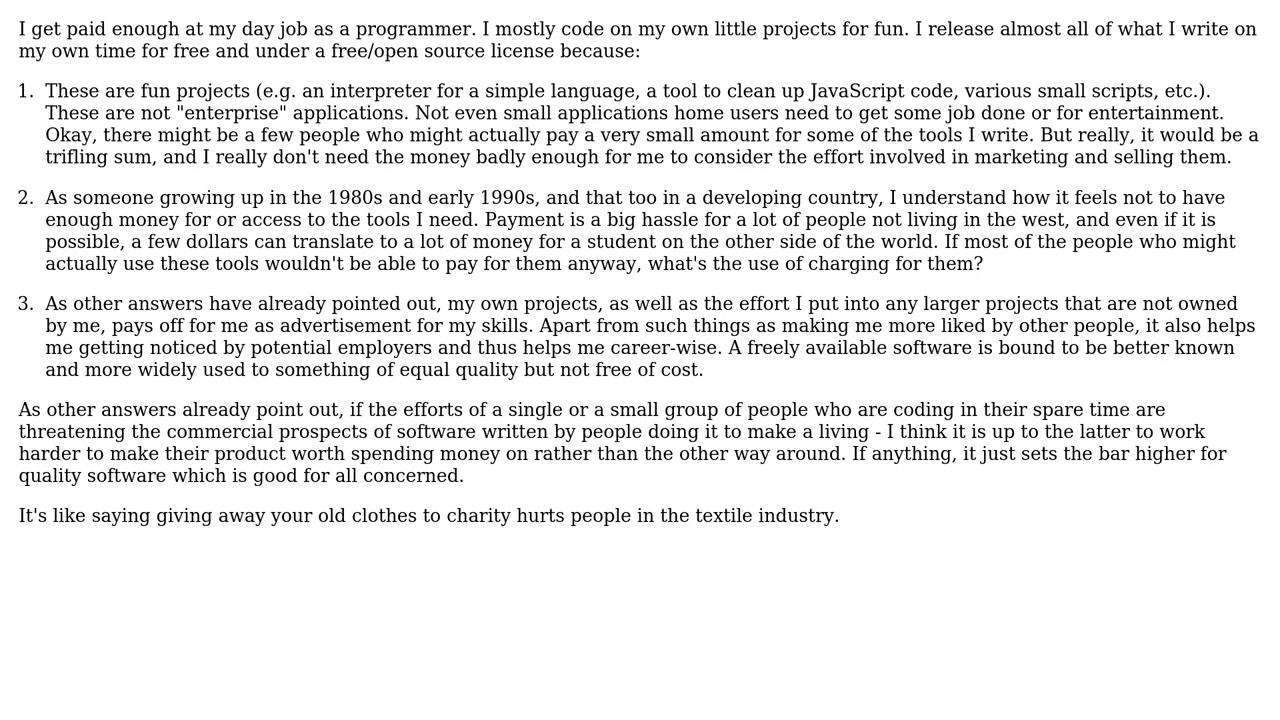 I get paid enough at my day job as a programmer. I mostly code on my own little projects for fun. I release almost all of what I write on
my own time for free and under a free/open source license because:
1. These are fun projects (e.g. an interpreter for a simple language, a tool to clean up JavaScript code, various small scripts, etc.).
These are not "enterprise" applications. Not even small applications home users need to get some job done or for entertainment.
Okay, there might be a few people who might actually pay a very small amount for some of the tools I write. But really, it would be a
trifling sum, and I really don't need the money badly enough for me to consider the effort involved in marketing and selling them.
2. As someone growing up in the 1980s and early 1990s, and that too in a developing country, I understand how it feels not to have
enough money for or access to the tools I need. Payment is a big hassle for a lot of people not living in the west, and even if it is
possible, a few dollars can translate to a lot of money for a student on the other side of the world. If most of the people who might
actually use these tools wouldn't be able to pay for them anyway, what's the use of charging for them?
3. As other answers have already pointed out, my own projects, as well as the effort I put into any larger projects that are not owned
by me, pays off for me as advertisement for my skills. Apart from such things as making me more liked by other people, it also helps
me getting noticed by potential employers and thus helps me career-wise. A freely available software is bound to be better known
and more widely used to something of equal quality but not free of cost.
As other answers already point out, if the efforts of a single or a small group of people who are coding in their spare time are
threatening the commercial prospects of software written by people doing it to make a living - I think it is up to the latter to work
harder to make their product worth spending money on rather than the other way around. If anything, it just sets the bar higher for
quality software which is good for all concerned.
It's like saying giving away your old clothes to charity hurts people in the textile industry.